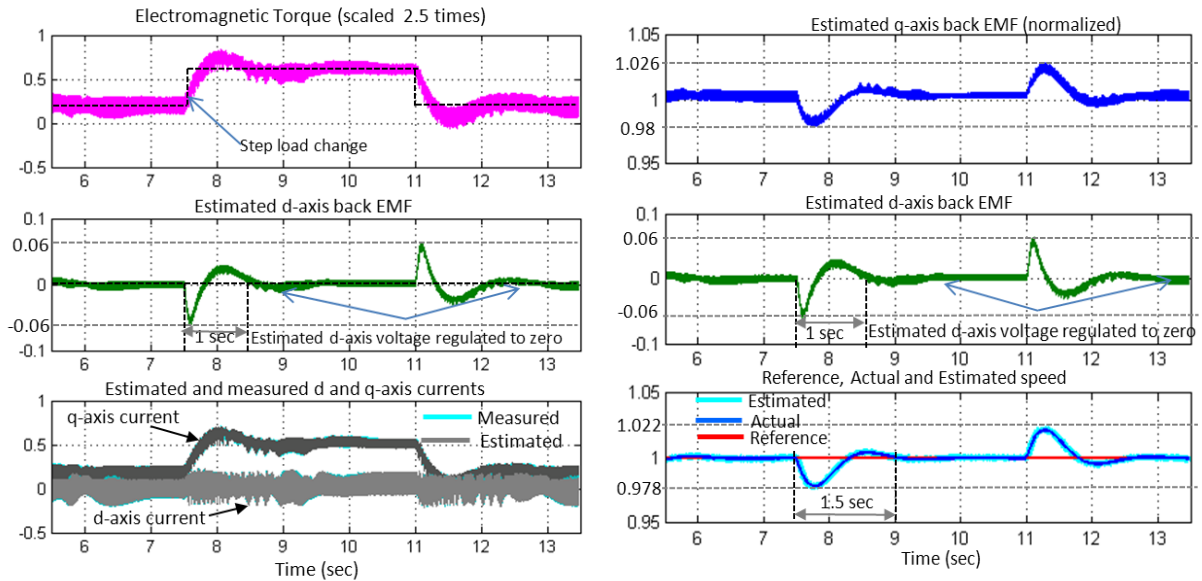 Electromagnetic Torque (scaled 2.5 times)
1
0.5
0
-0.5
Step load change
6 7 8 9 10 11 12 13
Estimated d-axis back EMF
0.1
0.06
0
-0.06
-0.1
1 sec
Estimated d-axis voltage regulated to zero
6 7 8 9 10 11 12 13
Estimated and measured d and q-axis currents
1
0.5
0
-0.5
q-axis current
Measured
Estimated
d-axis current
6 7 8 9 10 11 12 13
Time (sec)
Estimated q-axis back EMF (normalized)
1.05
1.026
1
0.98
0.95
6 7 8 9 10 11 12 13
Estimated d-axis back EMF
0.1
0.06
0
-0.06
-0.1
1 sec
Estimated d-axis voltage regulated to zero
6 7 8 9 10 11 12 13
Reference, Actual and Estimated speed
1.05
1.022
1
0.978
0.95
Estimated
Actual
Reference
1.5 sec
6 7 8 9 10 11 12 13
Time (sec)